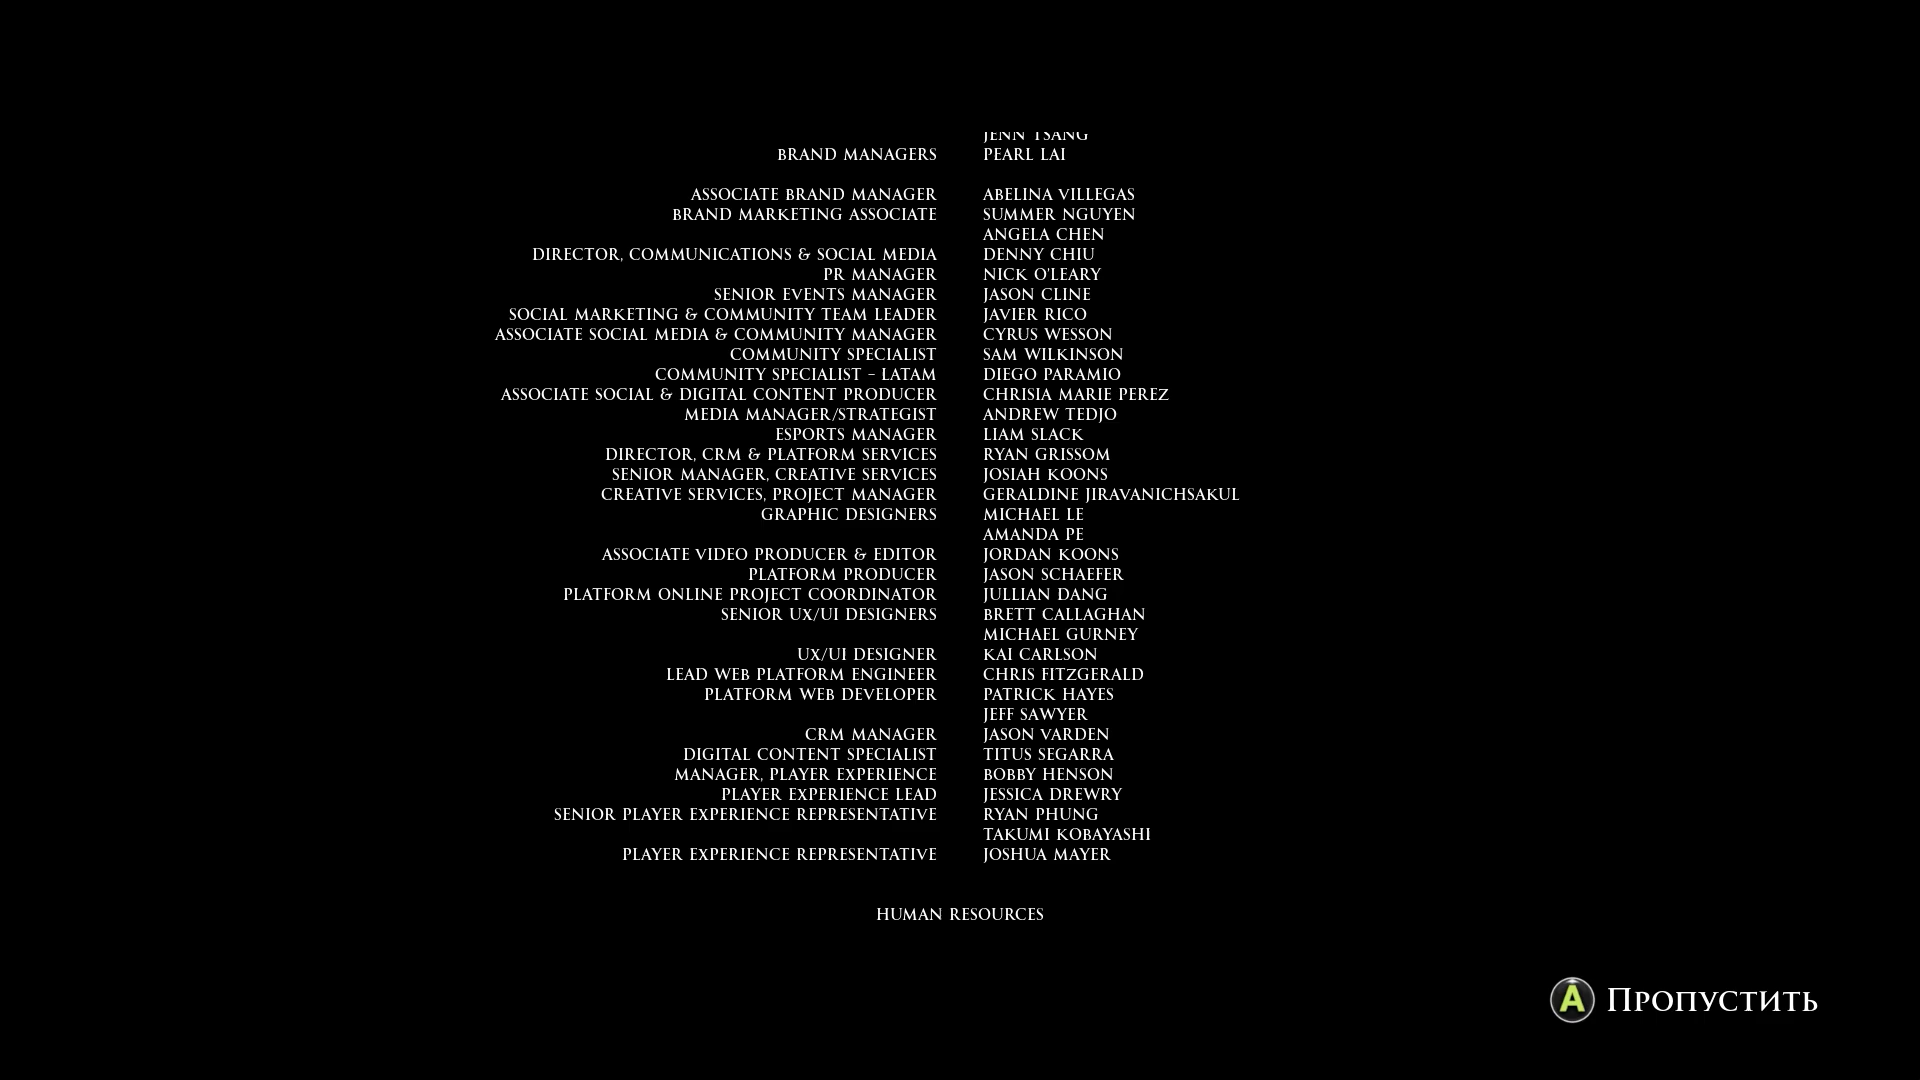 JENN TSANG
BRAND MANAGERS PEARL LAI
ASSOCIATE BRAND MANAGER ABELINA VILLEGAS
BRAND MARKETING ASSOCIATE SUMMER NGUYEN
ANGELA CHEN
DIRECTOR, COMMUNICATIONS & SOCIAL MEDIA DENNY CHIU
PR MANAGER NICK O'LEARY
SENIOR EVENTS MANAGER JASON CLINE
SOCIAL MARKETING & COMMUNITY TEAM LEADER JAVIER RICO
ASSOCIATE SOCIAL MEDIA & COMMUNITY MANAGER CYRUS WESSON
COMMUNITY SPECIALIST SAM WILKINSON
COMMUNITY SPECIALIST - LATAM DIEGO PARAMIO
ASSOCIATE SOCIAL & DIGITAL CONTENT PRODUCER CHRISIA MARIE PEREZ
MEDIA MANAGER/STRATEGIST ANDREW TEDJO
ESPORTS MANAGER LIAM SLACK
DIRECTOR, CRM & PLATFORM SERVICES RYAN GRISSOM
SENIOR MANAGER, CREATIVE SERVICES JOSIAH KOONS
CREATIVE SERVICES, PROJECT MANAGER GERALDINE JIRAVANICHSAKUL
GRAPHIC DESIGNERS MICHAEL LE
AMANDA PE
ASSOCIATE VIDEO PRODUCER & EDITOR JORDAN KOONS
PLATFORM PRODUCER JASON SCHAEFER
PLATFORM ONLINE PROJECT COORDINATOR JULLIAN DANG
SENIOR UX/UI DESIGNERS BRETT CALLAGHAN
MICHAEL GURNEY
UX/UI DESIGNER KAI CARLSON
LEAD WEB PLATFORM ENGINEER CHRIS FITZGERALD
PLATFORM WEB DEVELOPER PATRICK HAYES
JEFF SAWYER
CRM MANAGER JASON VARDEN
DIGITAL CONTENT SPECIALIST TITUS SEGARRA
MANAGER, PLAYER EXPERIENCE BOBBY HENSON
PLAYER EXPERIENCE LEAD JESSICA DREWRY
SENIOR PLAYER EXPERIENCE REPRESENTATIVE RYAN PHUNG
TAKUMI KOBAYASHI
PLAYER EXPERIENCE REPRESENTATIVE JOSHUA MAYER
HUMAN RESOURCES
A Пропустить